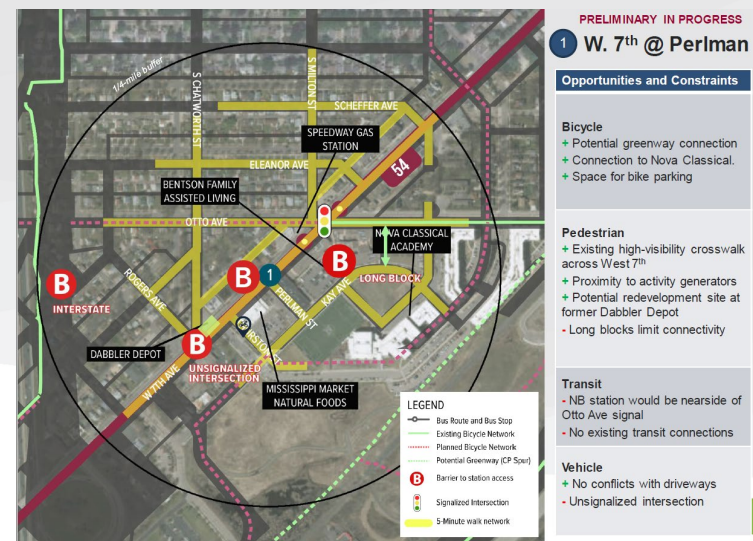 PRELIMINARY IN PROGRESS
1 W. 7th @ Perlman
Opportunities and Constraints
Bicycle
+ Potential greenway connection
+ Connection to Nova Classical.
+ Space for bike parking
Pedestrian
+ Existing high-visibility crosswalk
across West 7th
+ Proximity to activity generators
+ Potential redevelopment site at
former Dabbler Depot
- Long blocks limit connectivity
Transit
- NB station would be nearside of
Otto Ave signal
- No existing transit connections
Vehicle
+ No conflicts with driveways
- Unsignalized intersection
1/4-mile buffer
S CHATWORTH ST
S MILTON ST
SCHEFFER AVE
SPEEDWAY GAS
STATION
ELEANOR AVE
54
BENTSON FAMILY
ASSISTED LIVING
OTTO AVE
NOVA CLASSICAL
ACADEMY
B
INTERSTATE
ROGERS AVE
B
1
B
LONG BLOCK
PERLMAN ST
KAY AVE
DABBLER DEPOT
B
UNSIGNALIZED
INTERSECTION
W 7TH AVE
MISSISSIPPI MARKET
NATURAL FOODS
LEGEND
Bus Route and Bus Stop
Existing Bicycle Network
Planned Bicycle Network
Potential Greenway (CP Spur)
B Barrier to station access
Signalized Intersection
5-Minute walk network